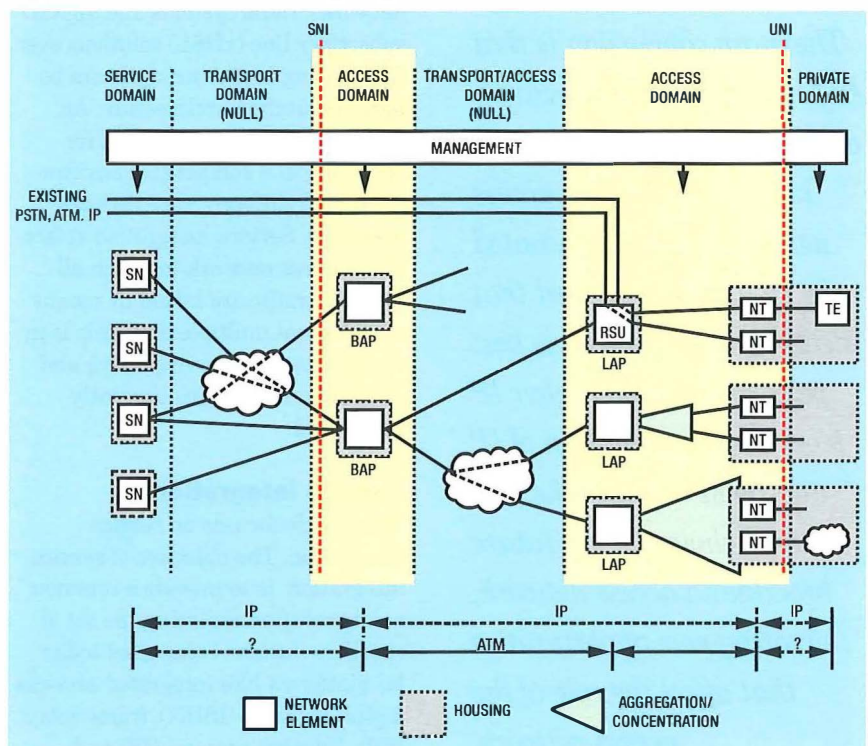 SNI
UNI
SERVICE DOMAIN
TRANSPORT DOMAIN (NULL)
ACCESS DOMAIN
TRANSPORT/ACCESS DOMAIN (NULL)
ACCESS DOMAIN
PRIVATE DOMAIN
MANAGEMENT
EXISTING PSTN, ATM. IP
SN
SN
SN
SN
BAP
BAP
RSU
LAP
LAP
LAP
NT
TE
NT
NT
NT
NT
NT
IP
IP
IP
?
ATM
?
NETWORK ELEMENT
HOUSING
AGGREGATION/ CONCENTRATION